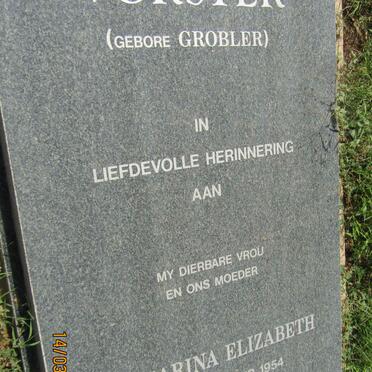 (GEBORE GROBLER)
IN
LIEFDEVOLLE HERINNERING
AAN
MY DIERBARE VROU
EN ONS MOEDER
ELIZABETH
1954
14/03